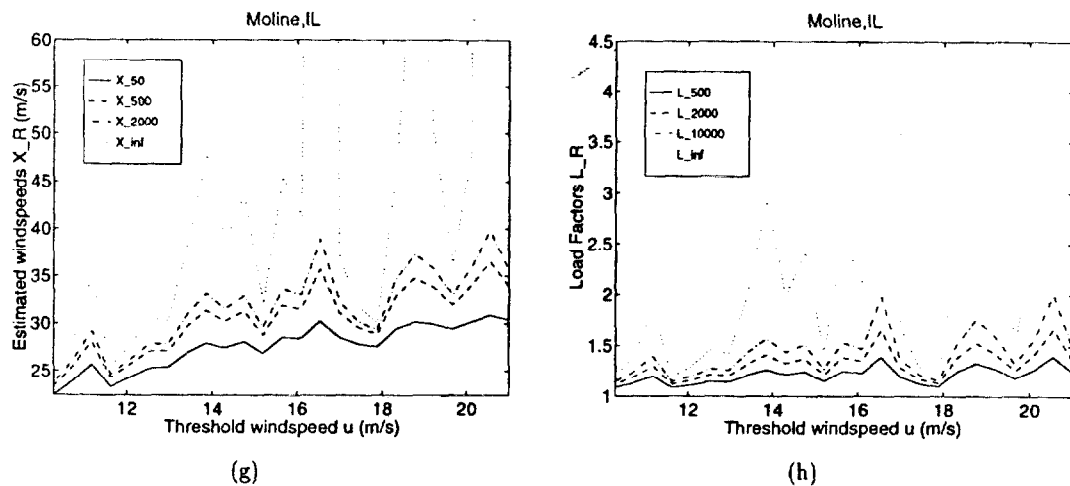 Moline,IL
60
55
50
45
40
35
30
25
Estimated windspeeds X_R (m/s)
X_50
X_500
X_2000
X_inf
12 14 16 18 20
Threshold windspeed u (m/s)
(g)
Moline,IL
4.5
4
3.5
3
2.5
2
1.5
1
Load Factors L_R
L_500
L_2000
L_10000
L_inf
12 14 16 18 20
Threshold windspeed u (m/s)
(h)